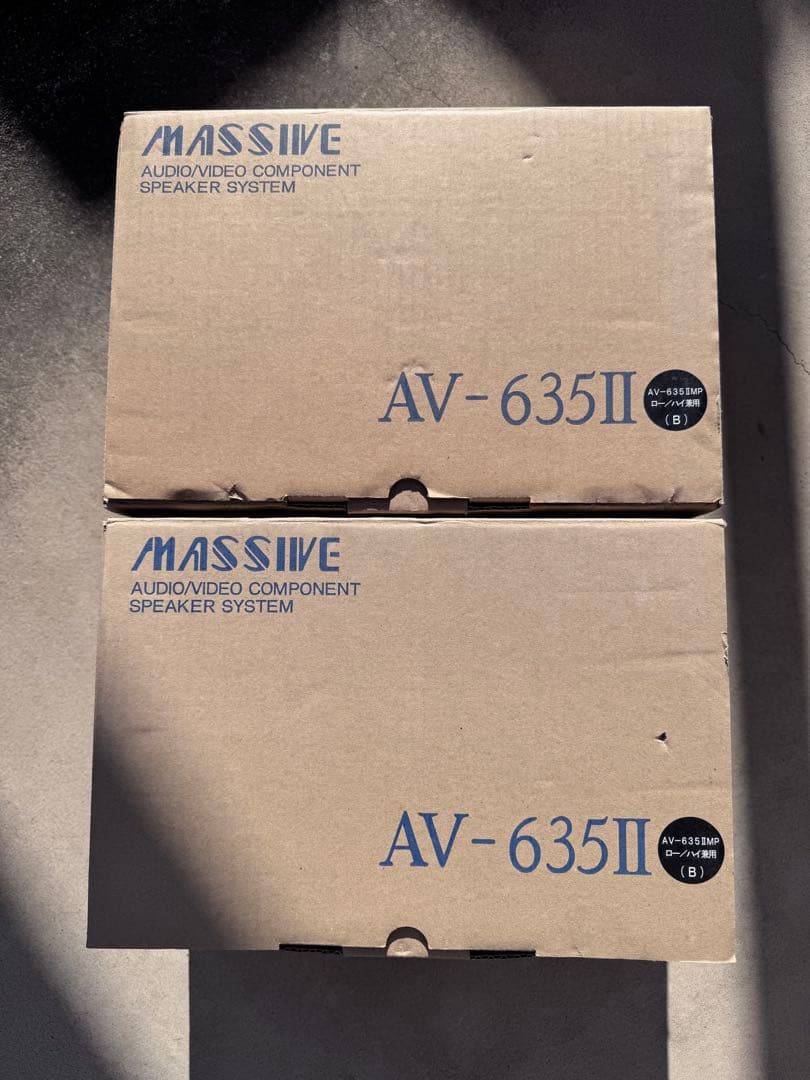 MASSIVE
AUDIO/VIDEO COMPONENT
SPEAKER SYSTEM
AV-635II
AV-635IIMP
ロー/ハイ兼用
(B)
MASSIVE
AUDIO/VIDEO COMPONENT
SPEAKER SYSTEM
AV-635II
AV-635IIMP
ロー/ハイ兼用
(B)